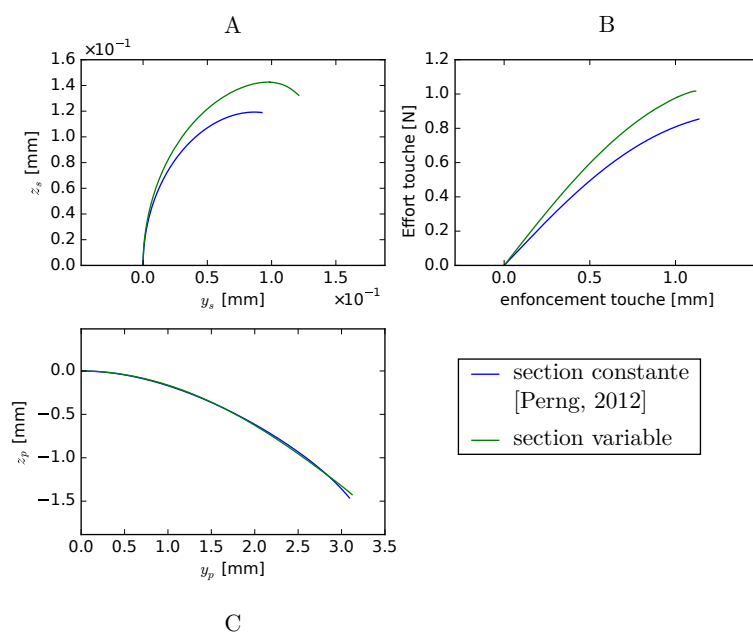 A
B
×10⁻¹
1.6
1.4
1.2
1.0
0.8
0.6
0.4
0.2
0.0
z_s [mm]
0.0 0.5 1.0 1.5
y_s [mm] ×10⁻¹
1.2
1.0
0.8
0.6
0.4
0.2
0.0
Effort touche [N]
0.0 0.5 1.0
enfoncement touche [mm]
0.0
−0.5
−1.0
−1.5
z_p [mm]
0.0 0.5 1.0 1.5 2.0 2.5 3.0 3.5
y_p [mm]
section constante
[Perng, 2012]
section variable
C